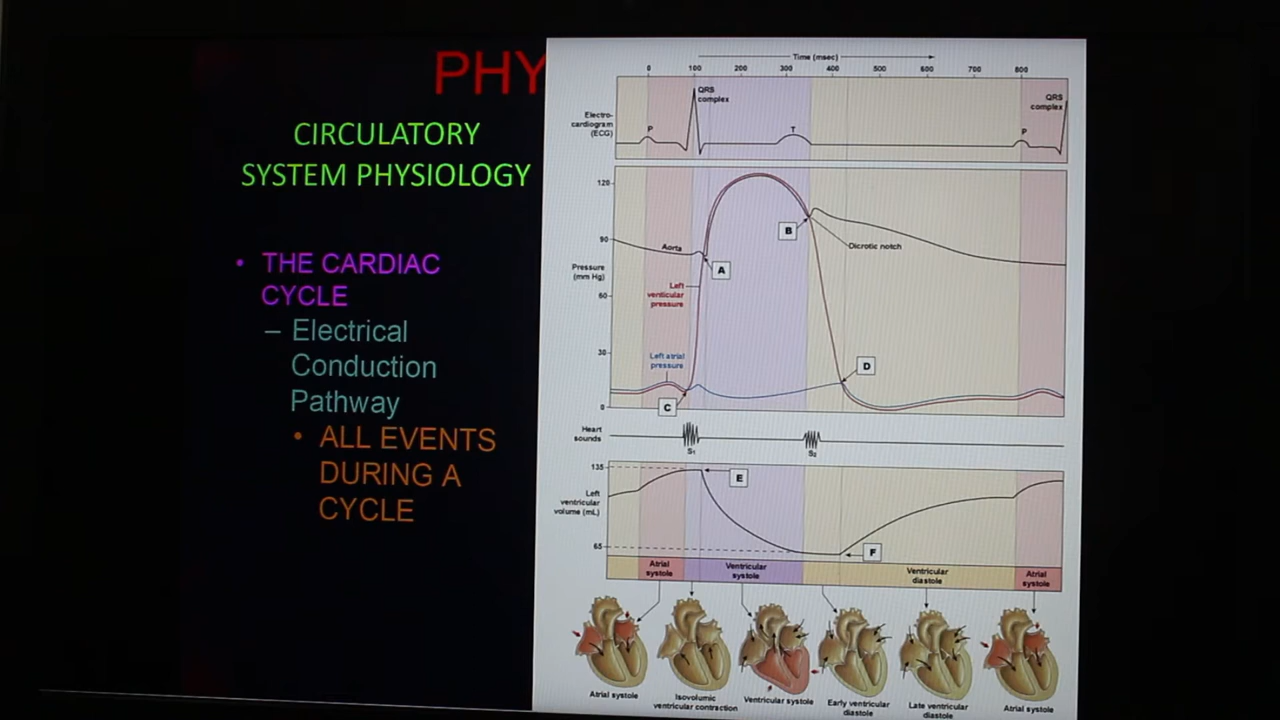 PHY
CIRCULATORY
SYSTEM PHYSIOLOGY
• THE CARDIAC
CYCLE
– Electrical
Conduction
Pathway
• ALL EVENTS
DURING A
CYCLE
Time (msec)
0 100 200 300 400 500 600 700 800
Electro-
cardiogram
(ECG)
P
QRS
complex
T
P
QRS
complex
120
90
60
30
0
Pressure
(mm Hg)
Aorta
A
B
Dicrotic notch
Left
venticular
pressure
Left atrial
pressure
C
D
Heart
sounds
S1
S2
135
65
Left
ventricular
volume (mL)
E
F
Atrial
systole
Ventricular
systole
Ventricular
diastole
Atrial
systole
Atrial systole
Isovolumic
ventricular contraction
Ventricular systole
Early ventricular
diastole
Late ventricular
diastole
Atrial systole